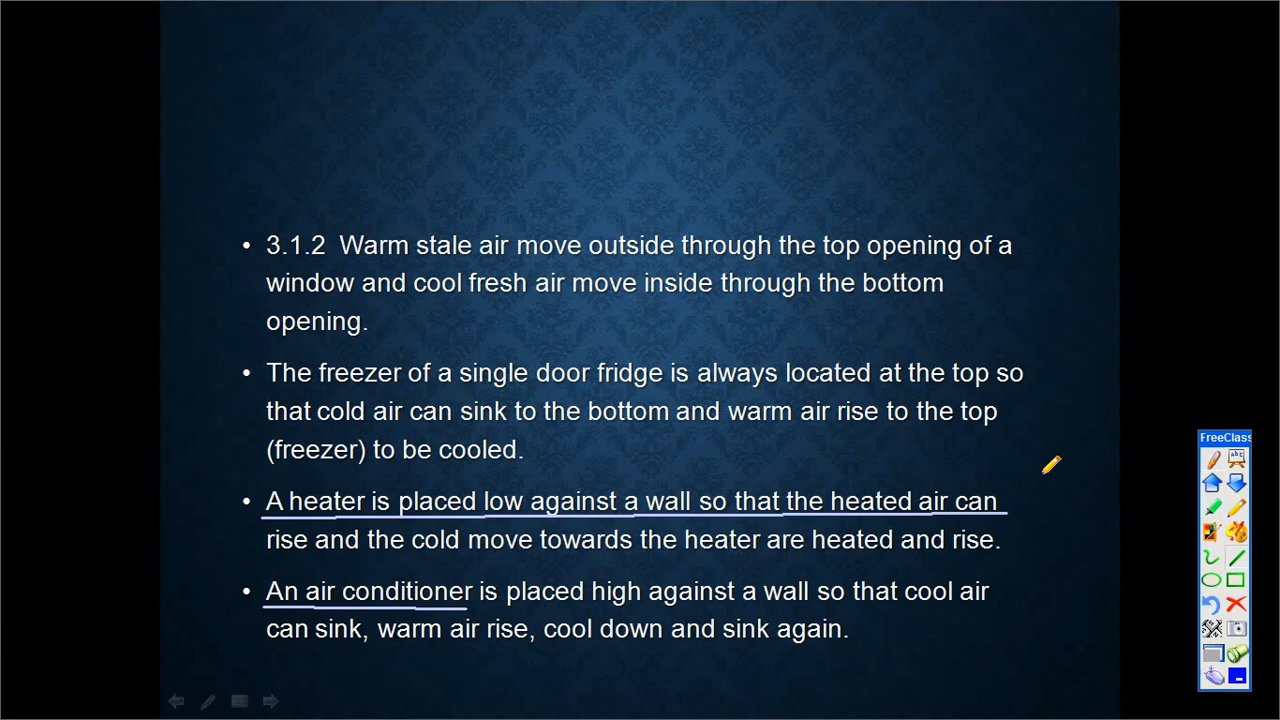 • 3.1.2 Warm stale air move outside through the top opening of a
window and cool fresh air move inside through the bottom
opening.
• The freezer of a single door fridge is always located at the top so
that cold air can sink to the bottom and warm air rise to the top
(freezer) to be cooled.
• A heater is placed low against a wall so that the heated air can
rise and the cold move towards the heater are heated and rise.
• An air conditioner is placed high against a wall so that cool air
can sink, warm air rise, cool down and sink again.
FreeClass